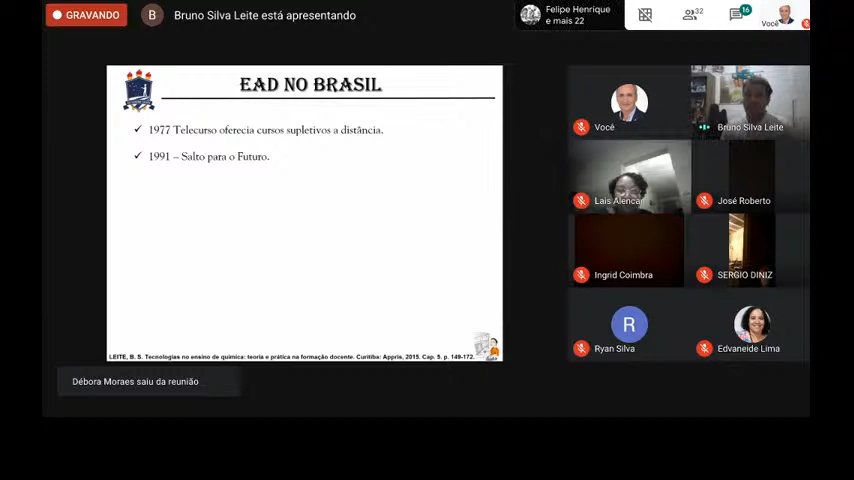 GRAVANDO
B
Bruno Silva Leite está apresentando
Felipe Henrique
e mais 22
32
16
Você
EAD NO BRASIL
✓ 1977 Telecurso oferecia cursos supletivos a distância.
✓ 1991 – Salto para o Futuro.
LEITE, B. S. Tecnologias no ensino de química: teoria e prática na formação docente. Curitiba: Appris, 2015. Cap. 5, p. 149-172.
Você
Bruno Silva Leite
Lais Alencar
José Roberto
Ingrid Coimbra
SERGIO DINIZ
R
Ryan Silva
Edvaneide Lima
Débora Moraes saiu da reunião